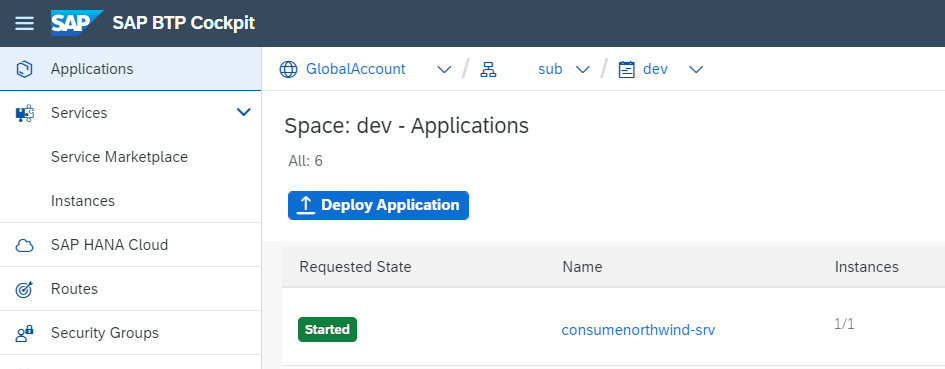 SAP SAP BTP Cockpit
Applications
Services
Service Marketplace
Instances
SAP HANA Cloud
Routes
Security Groups
GlobalAccount / sub / dev
Space: dev - Applications
All: 6
Deploy Application
Requested State Name Instances
Started consumenorthwind-srv 1/1